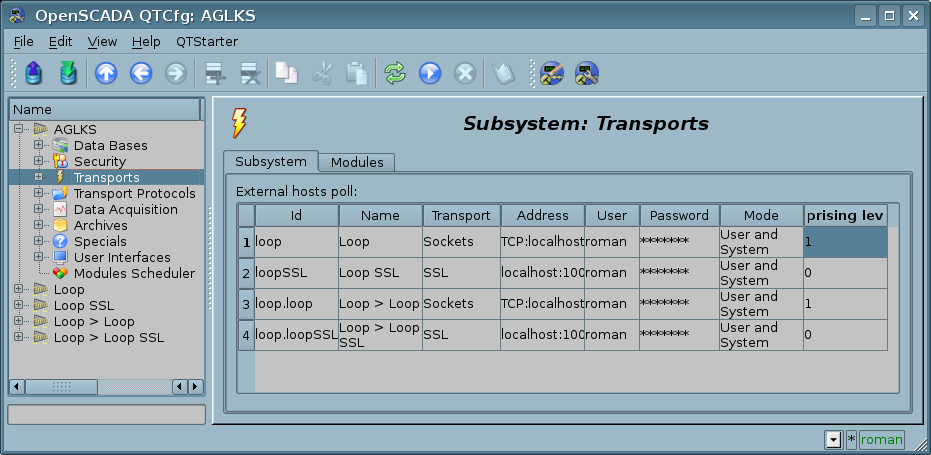 OpenSCADA QTCfg: AGLKS
File Edit View Help QTStarter
Name
AGLKS
Data Bases
Security
Transports
Transport Protocols
Data Acquisition
Archives
Specials
User Interfaces
Modules Scheduler
Loop
Loop SSL
Loop > Loop
Loop > Loop SSL
Subsystem: Transports
Subsystem Modules
External hosts poll:
Id Name Transport Address User Password Mode prising lev
1 loop Loop Sockets TCP:localhost roman ******* User and System 1
2 loopSSL Loop SSL SSL localhost:100 roman ******* User and System 0
3 loop.loop Loop > Loop Sockets TCP:localhost roman ******* User and System 1
4 loop.loopSSL Loop > Loop SSL SSL localhost:100 roman ******* User and System 0
* roman